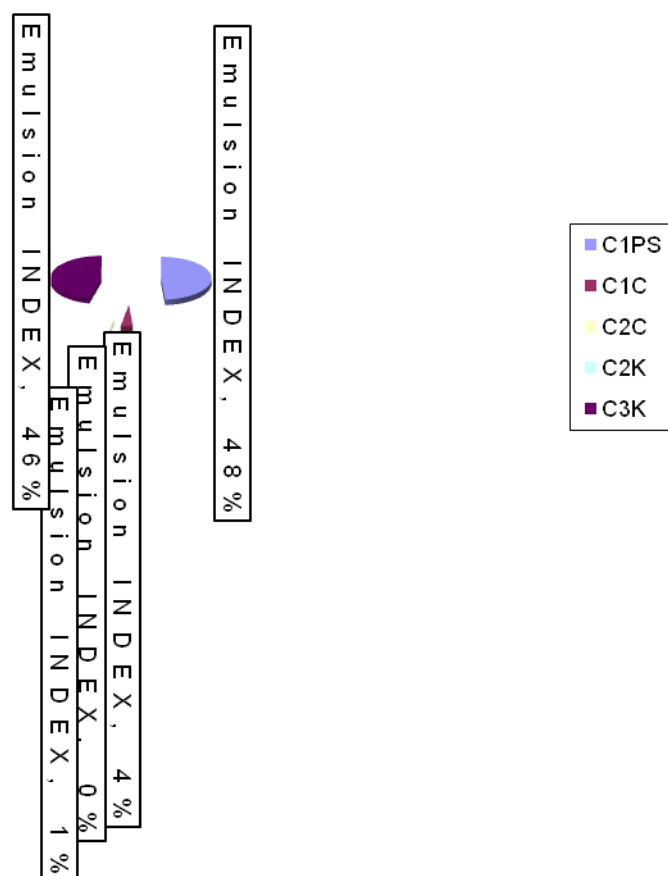 Emulsion INDEX, 46%
Emulsion INDEX, 48%
Emulsion INDEX, 4%
Emulsion INDEX, 0%
Emulsion INDEX, 1%
C1PS
C1C
C2C
C2K
C3K